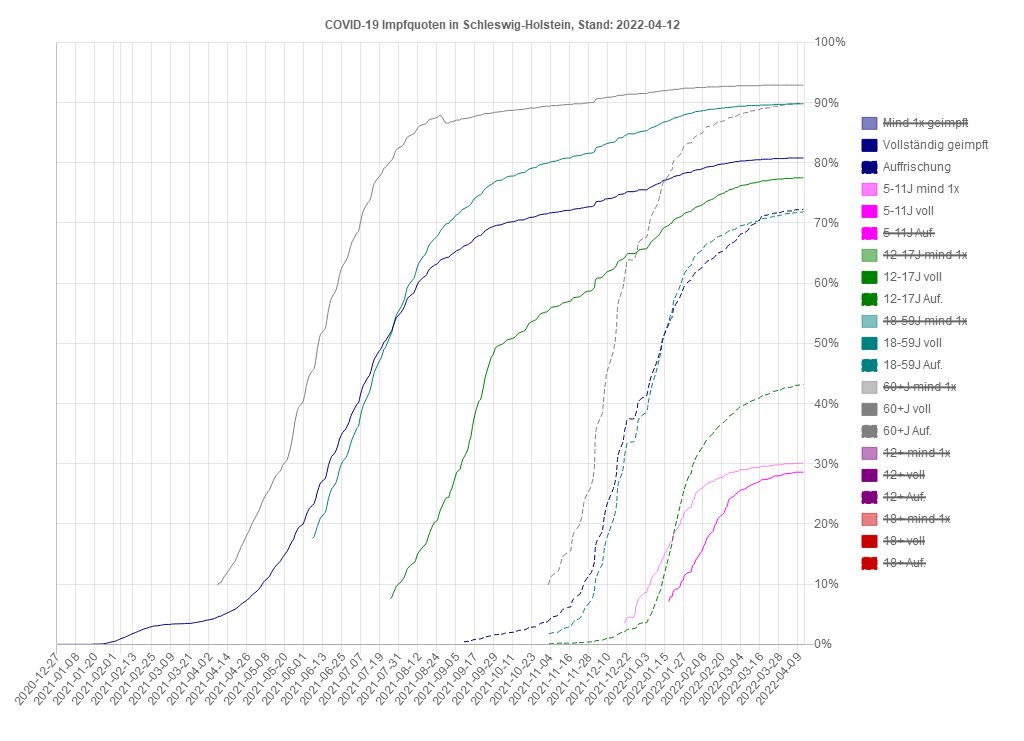 COVID-19 Impfquoten in Schleswig-Holstein, Stand: 2022-04-12
100%
90%
80%
70%
60%
50%
40%
30%
20%
10%
0%
Mind 1x geimpft
Vollständig geimpft
Auffrischung
5-11J mind 1x
5-11J voll
5-11J Auf.
12-17J mind 1x
12-17J voll
12-17J Auf.
18-59J mind 1x
18-59J voll
18-59J Auf.
60+J mind 1x
60+J voll
60+J Auf.
12+ mind 1x
12+ voll
12+ Auf.
18+ mind 1x
18+ voll
18+ Auf.
2020-12-27
2021-01-08
2021-01-20
2021-02-01
2021-02-13
2021-02-25
2021-03-09
2021-03-21
2021-04-02
2021-04-14
2021-04-26
2021-05-08
2021-05-20
2021-06-01
2021-06-13
2021-06-25
2021-07-07
2021-07-19
2021-07-31
2021-08-12
2021-08-24
2021-09-05
2021-09-17
2021-09-29
2021-10-11
2021-10-23
2021-11-04
2021-11-16
2021-11-28
2021-12-10
2021-12-22
2022-01-03
2022-01-15
2022-01-27
2022-02-08
2022-02-20
2022-03-04
2022-03-16
2022-03-28
2022-04-09